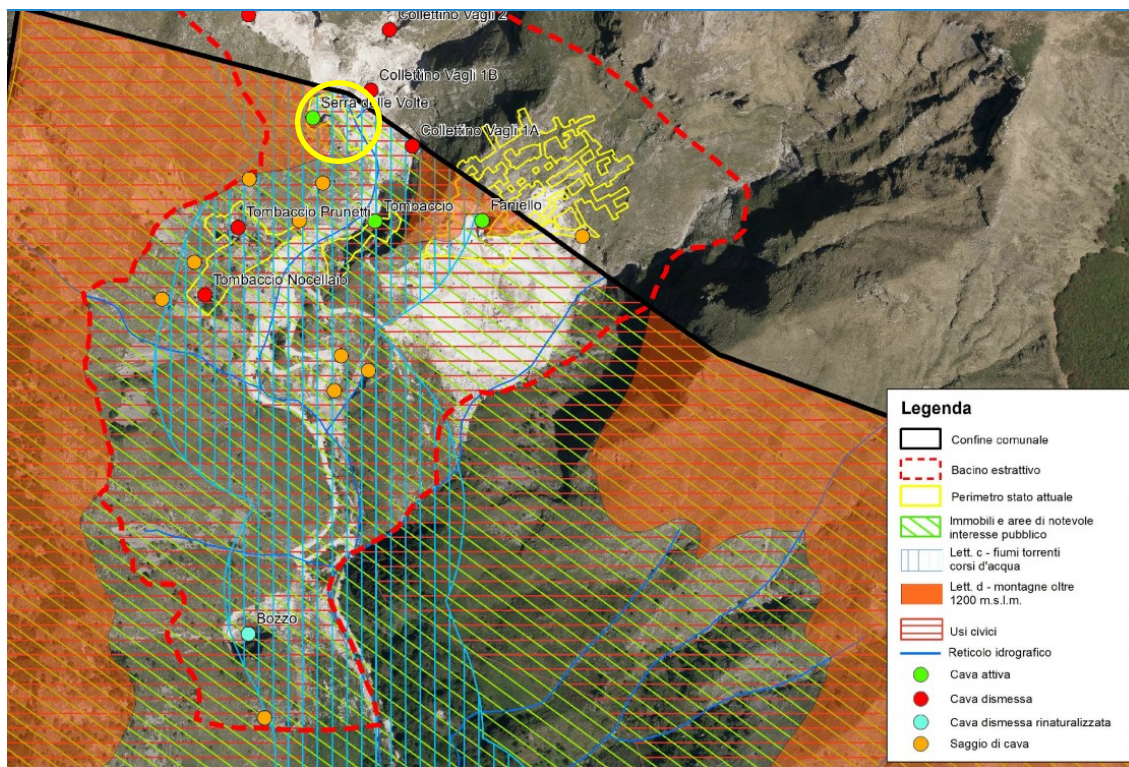 Collettino Vagli 2
Collettino Vagli 1B
Serra delle Volte
Collettino Vagli 1A
Tombaccio Prunetti
Tombaccio
Faniello
Tombaccio Nocellaio
Bozzo
Legenda
Confine comunale
Bacino estrattivo
Perimetro stato attuale
Immobili e aree di notevole
interesse pubblico
Lett. c - fiumi torrenti
corsi d'acqua
Lett. d - montagne oltre
1200 m.s.l.m.
Usi civici
Reticolo idrografico
Cava attiva
Cava dismessa
Cava dismessa rinaturalizzata
Saggio di cava